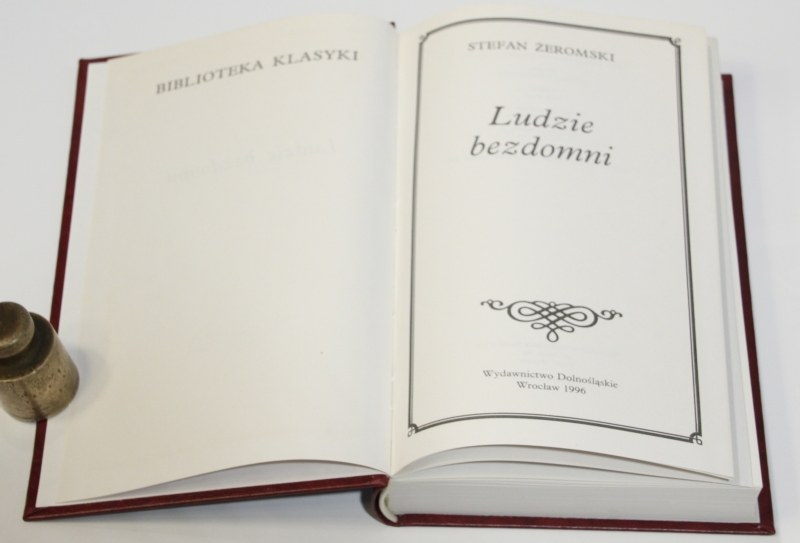 BIBLIOTEKA KLASYKI
STEFAN ŻEROMSKI
Ludzie
bezdomni
Wydawnictwo Dolnośląskie
Wrocław 1996